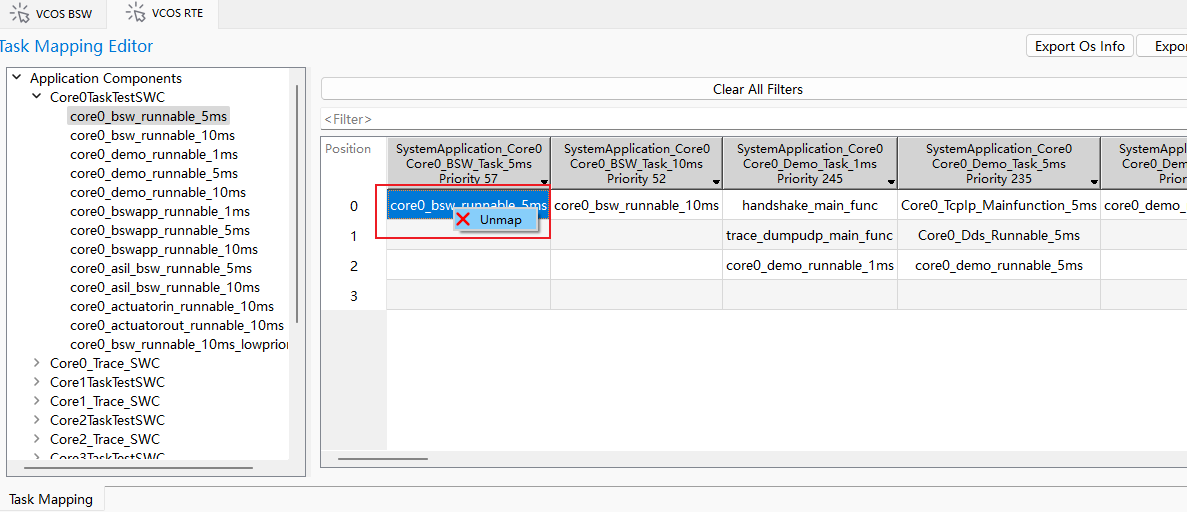 VCOS BSW
VCOS RTE
Task Mapping Editor
Export Os Info
Application Components
Core0TaskTestSWC
core0_bsw_runnable_5ms
core0_bsw_runnable_10ms
core0_demo_runnable_1ms
core0_demo_runnable_5ms
core0_demo_runnable_10ms
core0_bswapp_runnable_1ms
core0_bswapp_runnable_5ms
core0_bswapp_runnable_10ms
core0_asil_bsw_runnable_5ms
core0_asil_bsw_runnable_10ms
core0_actuatorin_runnable_10ms
core0_actuatorout_runnable_10ms
core0_bsw_runnable_10ms_lowprior
Core0_Trace_SWC
Core1TaskTestSWC
Core1_Trace_SWC
Core2TaskTestSWC
Core2_Trace_SWC
Core3TaskTestSWC
Clear All Filters
<Filter>
Position
SystemApplication_Core0
Core0_BSW_Task_5ms
Priority 57
SystemApplication_Core0
Core0_BSW_Task_10ms
Priority 52
SystemApplication_Core0
Core0_Demo_Task_1ms
Priority 245
SystemApplication_Core0
Core0_Demo_Task_5ms
Priority 235
0 core0_bsw_runnable_5ms core0_bsw_runnable_10ms handshake_main_func Core0_TcpIp_Mainfunction_5ms core0_demo_
Unmap
1 trace_dumpudp_main_func Core0_Dds_Runnable_5ms
2 core0_demo_runnable_1ms core0_demo_runnable_5ms
3
Task Mapping